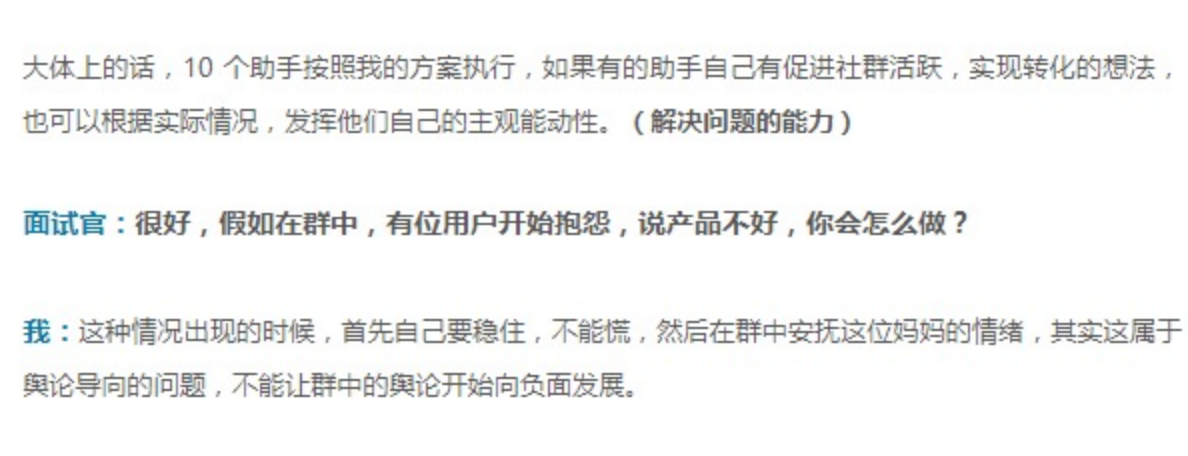 大体上的话，10 个助手按照我的方案执行，如果有的助手自己有促进社群活跃，实现转化的想法，
也可以根据实际情况，发挥他们自己的主观能动性。（解决问题的能力）
面试官：很好，假如在群中，有位用户开始抱怨，说产品不好，你会怎么做？
我：这种情况出现的时候，首先自己要稳住，不能慌，然后在群中安抚这位妈妈的情绪，其实这属于
舆论导向的问题，不能让群中的舆论开始向负面发展。